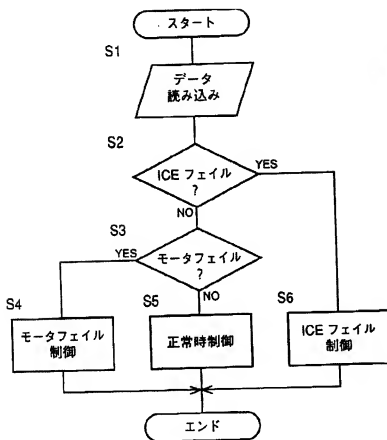 スタート
S1
データ
読み込み
S2
ICE フェイル
?
YES
NO
S3
モータフェイル
?
YES
NO
S4
モータフェイル
制御
S5
正常時制御
S6
ICE フェイル
制御
エンド